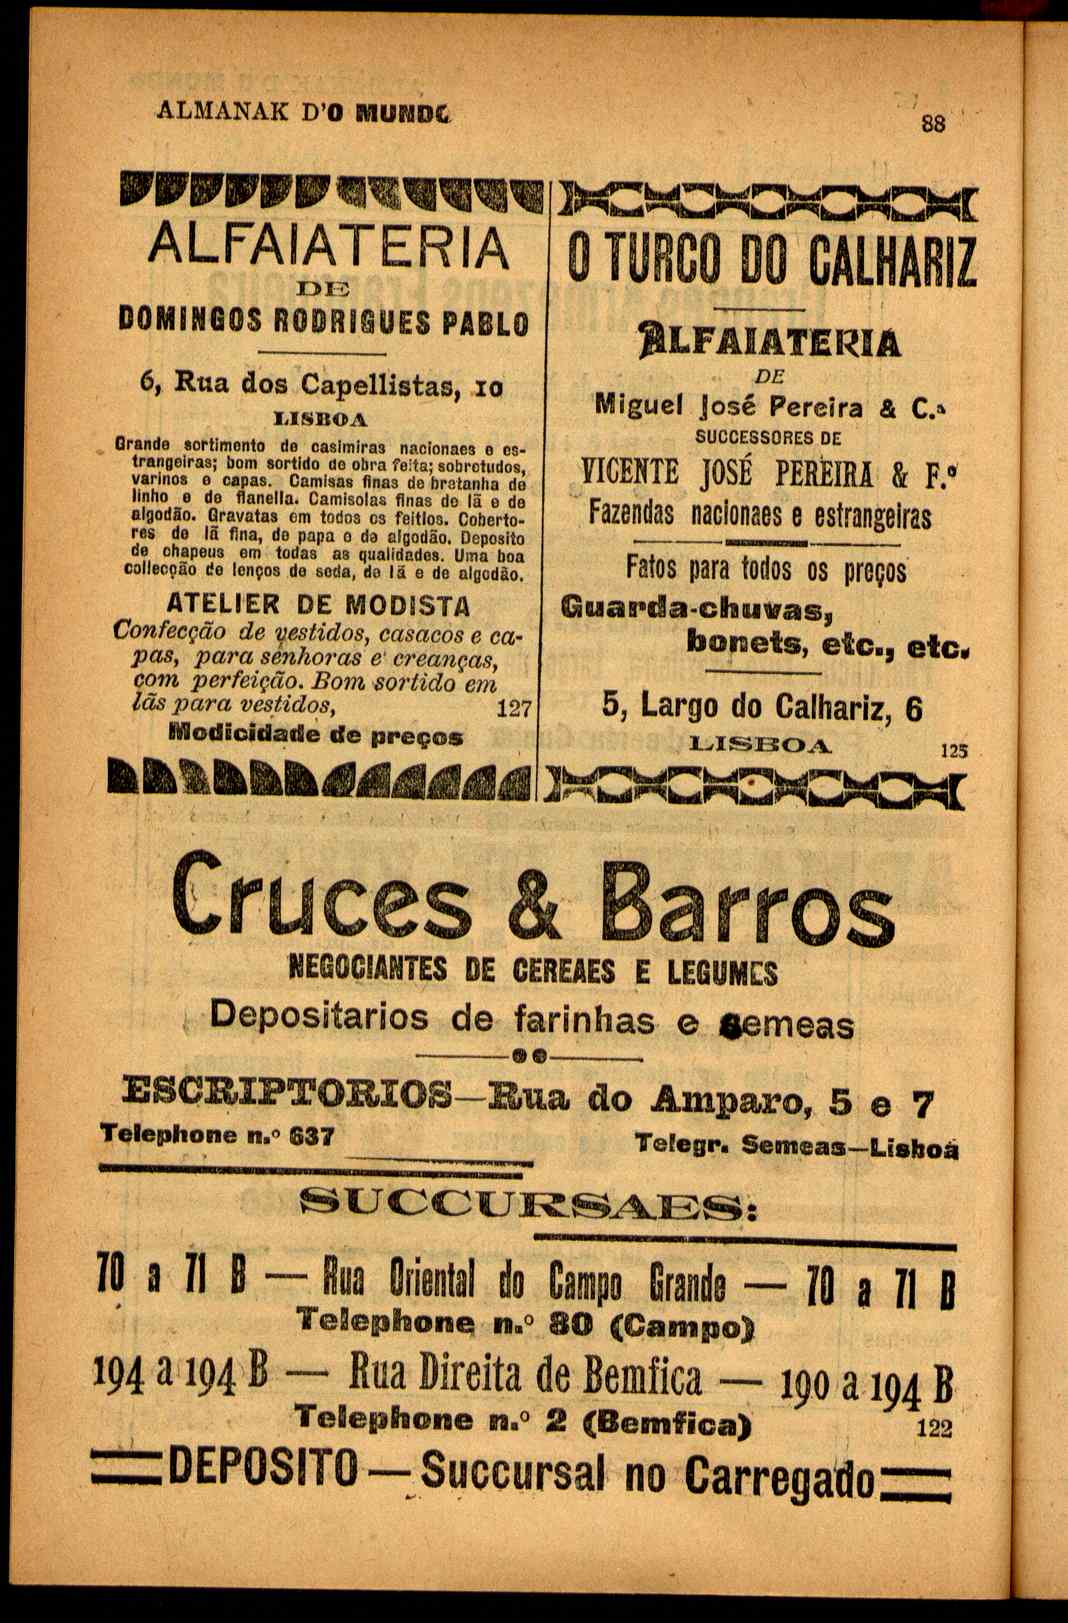 ALMANAK D'O MUNDO
88
ALFAIATERIA
DE
DOMINGOS RODRIGUES PABLO
6, Rua dos Capellistas, 10
LISBOA
Grande sortimento de casimiras nacionaes e es-
trangeiras; bom sortido de obra feita; sobretudos,
varinos e capas. Camisas finas de bretanha de
linho e de flanella. Camisolas finas de lã e de
algodão. Gravatas em todos os feitios. Coberto-
res de lã fina, de papa e de algodão. Deposito
de chapeus em todas as qualidades. Uma boa
collecção de lenços de seda, de lã e de algodão.
ATELIER DE MODISTA
Confecção de vestidos, casacos e ca-
pas, para senhoras e creanças,
com perfeição. Bom sortido em
lãs para vestidos, 127
Modicidade de preços
O TURCO DO CALHARIZ
ALFAIATERIA
DE
Miguel José Pereira & C.ª
SUCCESSORES DE
VICENTE JOSÉ PEREIRA & F.º
Fazendas nacionaes e estrangeiras
Fatos para todos os preços
Guarda-chuvas,
bonets, etc., etc.
5, Largo do Calhariz, 6
LISBOA 125
Cruces & Barros
NEGOCIANTES DE CEREAES E LEGUMES
Depositarios de farinhas e semeas
ESCRIPTORIOS—Rua do Amparo, 5 e 7
Telephone n.º 637 Telegr. Semeas—Lisboa
SUCCURSAES:
70 a 71 B — Rua Oriental do Campo Grande — 70 a 71 B
Telephone n.º 80 (Campo)
194 a 194 B — Rua Direita de Bemfica — 190 a 194 B
Telephone n.º 2 (Bemfica) 122
DEPOSITO — Succursal no Carregado